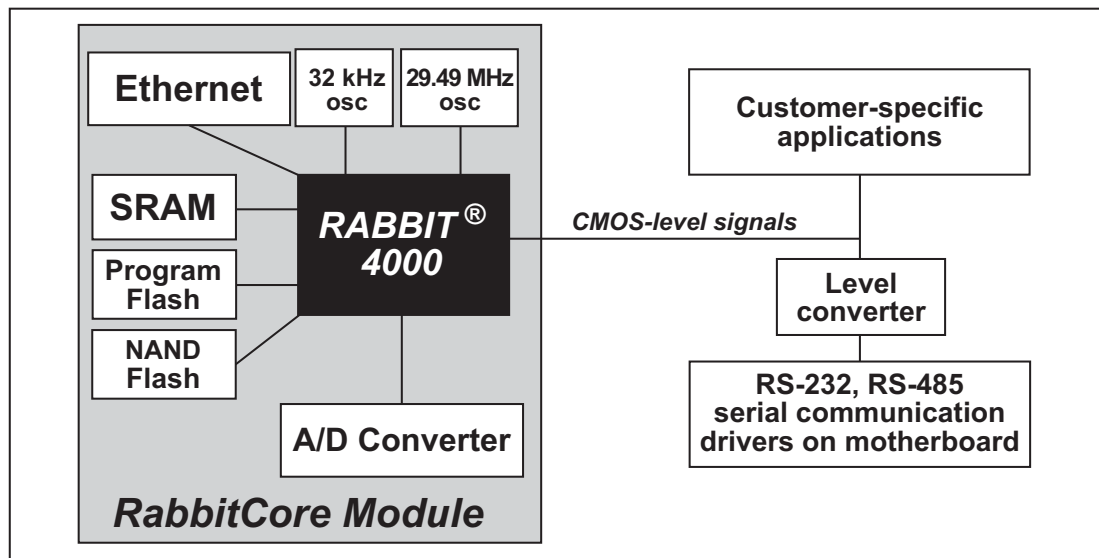 Ethernet
32 kHz
osc
29.49 MHz
osc
SRAM
Program
Flash
NAND
Flash
RABBIT ®
4000
A/D Converter
RabbitCore Module
CMOS-level signals
Customer-specific
applications
Level
converter
RS-232, RS-485
serial communication
drivers on motherboard